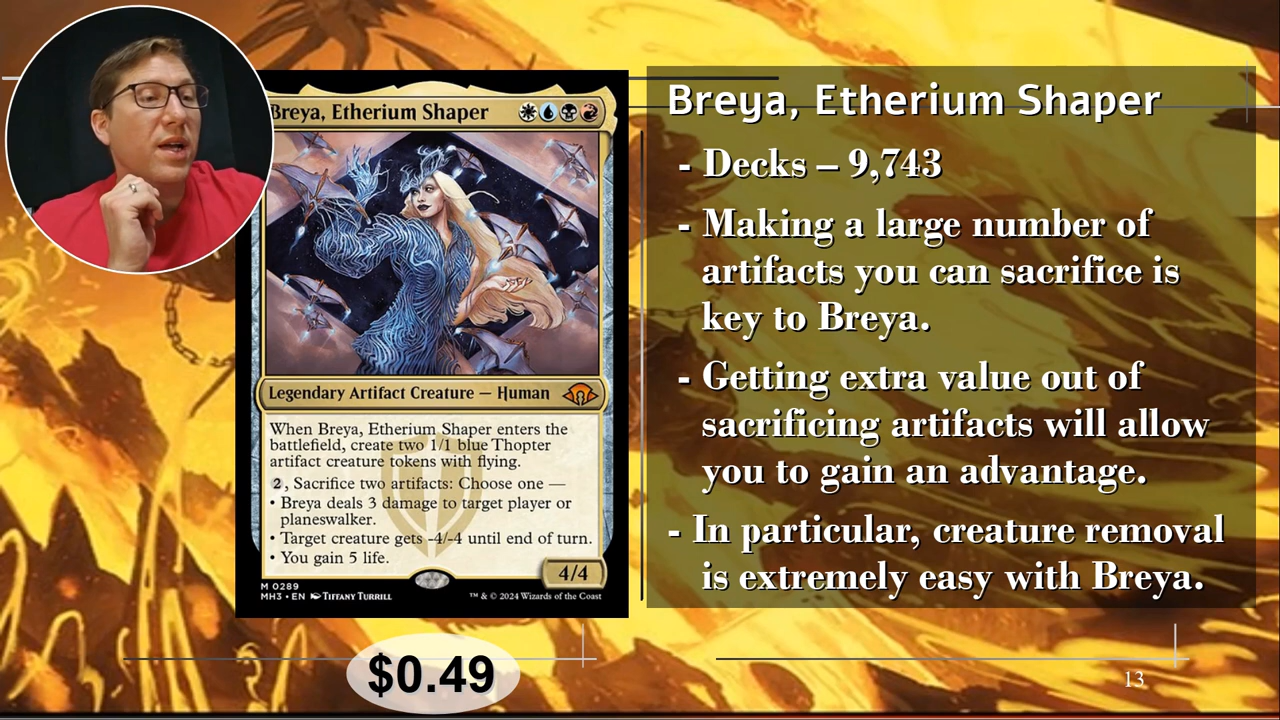 Breya, Etherium Shaper
Legendary Artifact Creature — Human
When Breya, Etherium Shaper enters the
battlefield, create two 1/1 blue Thopter
artifact creature tokens with flying.
2, Sacrifice two artifacts: Choose one —
• Breya deals 3 damage to target player or
planeswalker.
• Target creature gets -4/-4 until end of turn.
• You gain 5 life.
4/4
M 0289
MH3 • EN TIFFANY TURRILL
™ & © 2024 Wizards of the Coast
$0.49
Breya, Etherium Shaper
- Decks – 9,743
- Making a large number of
artifacts you can sacrifice is
key to Breya.
- Getting extra value out of
sacrificing artifacts will allow
you to gain an advantage.
- In particular, creature removal
is extremely easy with Breya.
13